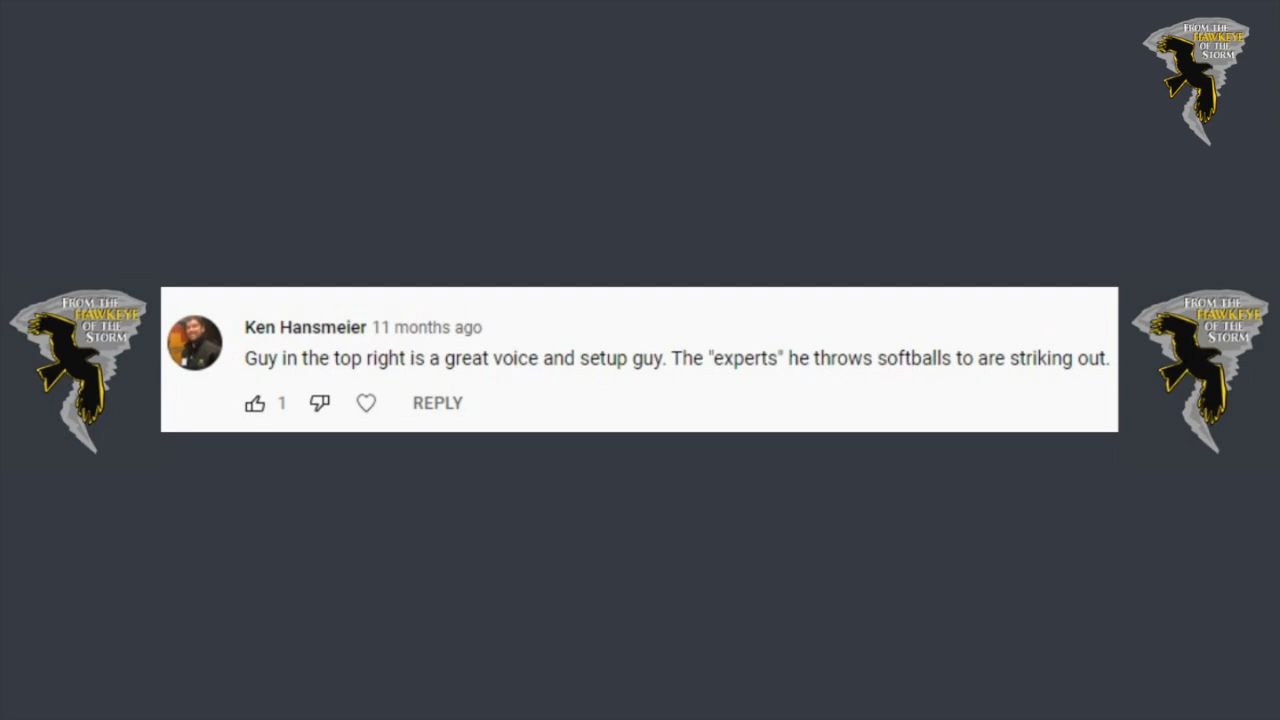 FROM THE
HAWKEYE
OF THE
STORM
FROM THE
HAWKEYE
OF THE
STORM
Ken Hansmeier 11 months ago
Guy in the top right is a great voice and setup guy. The "experts" he throws softballs to are striking out.
1
REPLY
FROM THE
HAWKEYE
OF THE
STORM